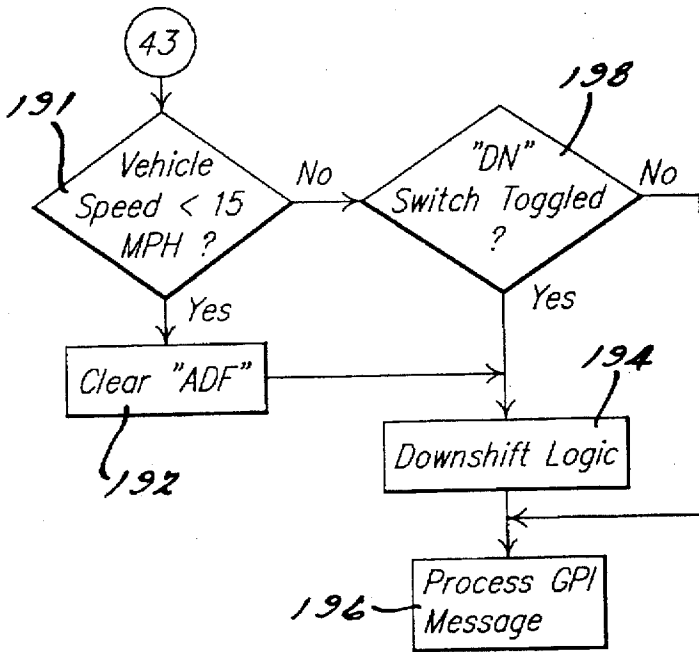 43
191
Vehicle
Speed < 15
MPH ?
No
Yes
198
"DN"
Switch Toggled
?
No
Yes
Clear "ADF"
192
194
Downshift Logic
196
Process GPI
Message